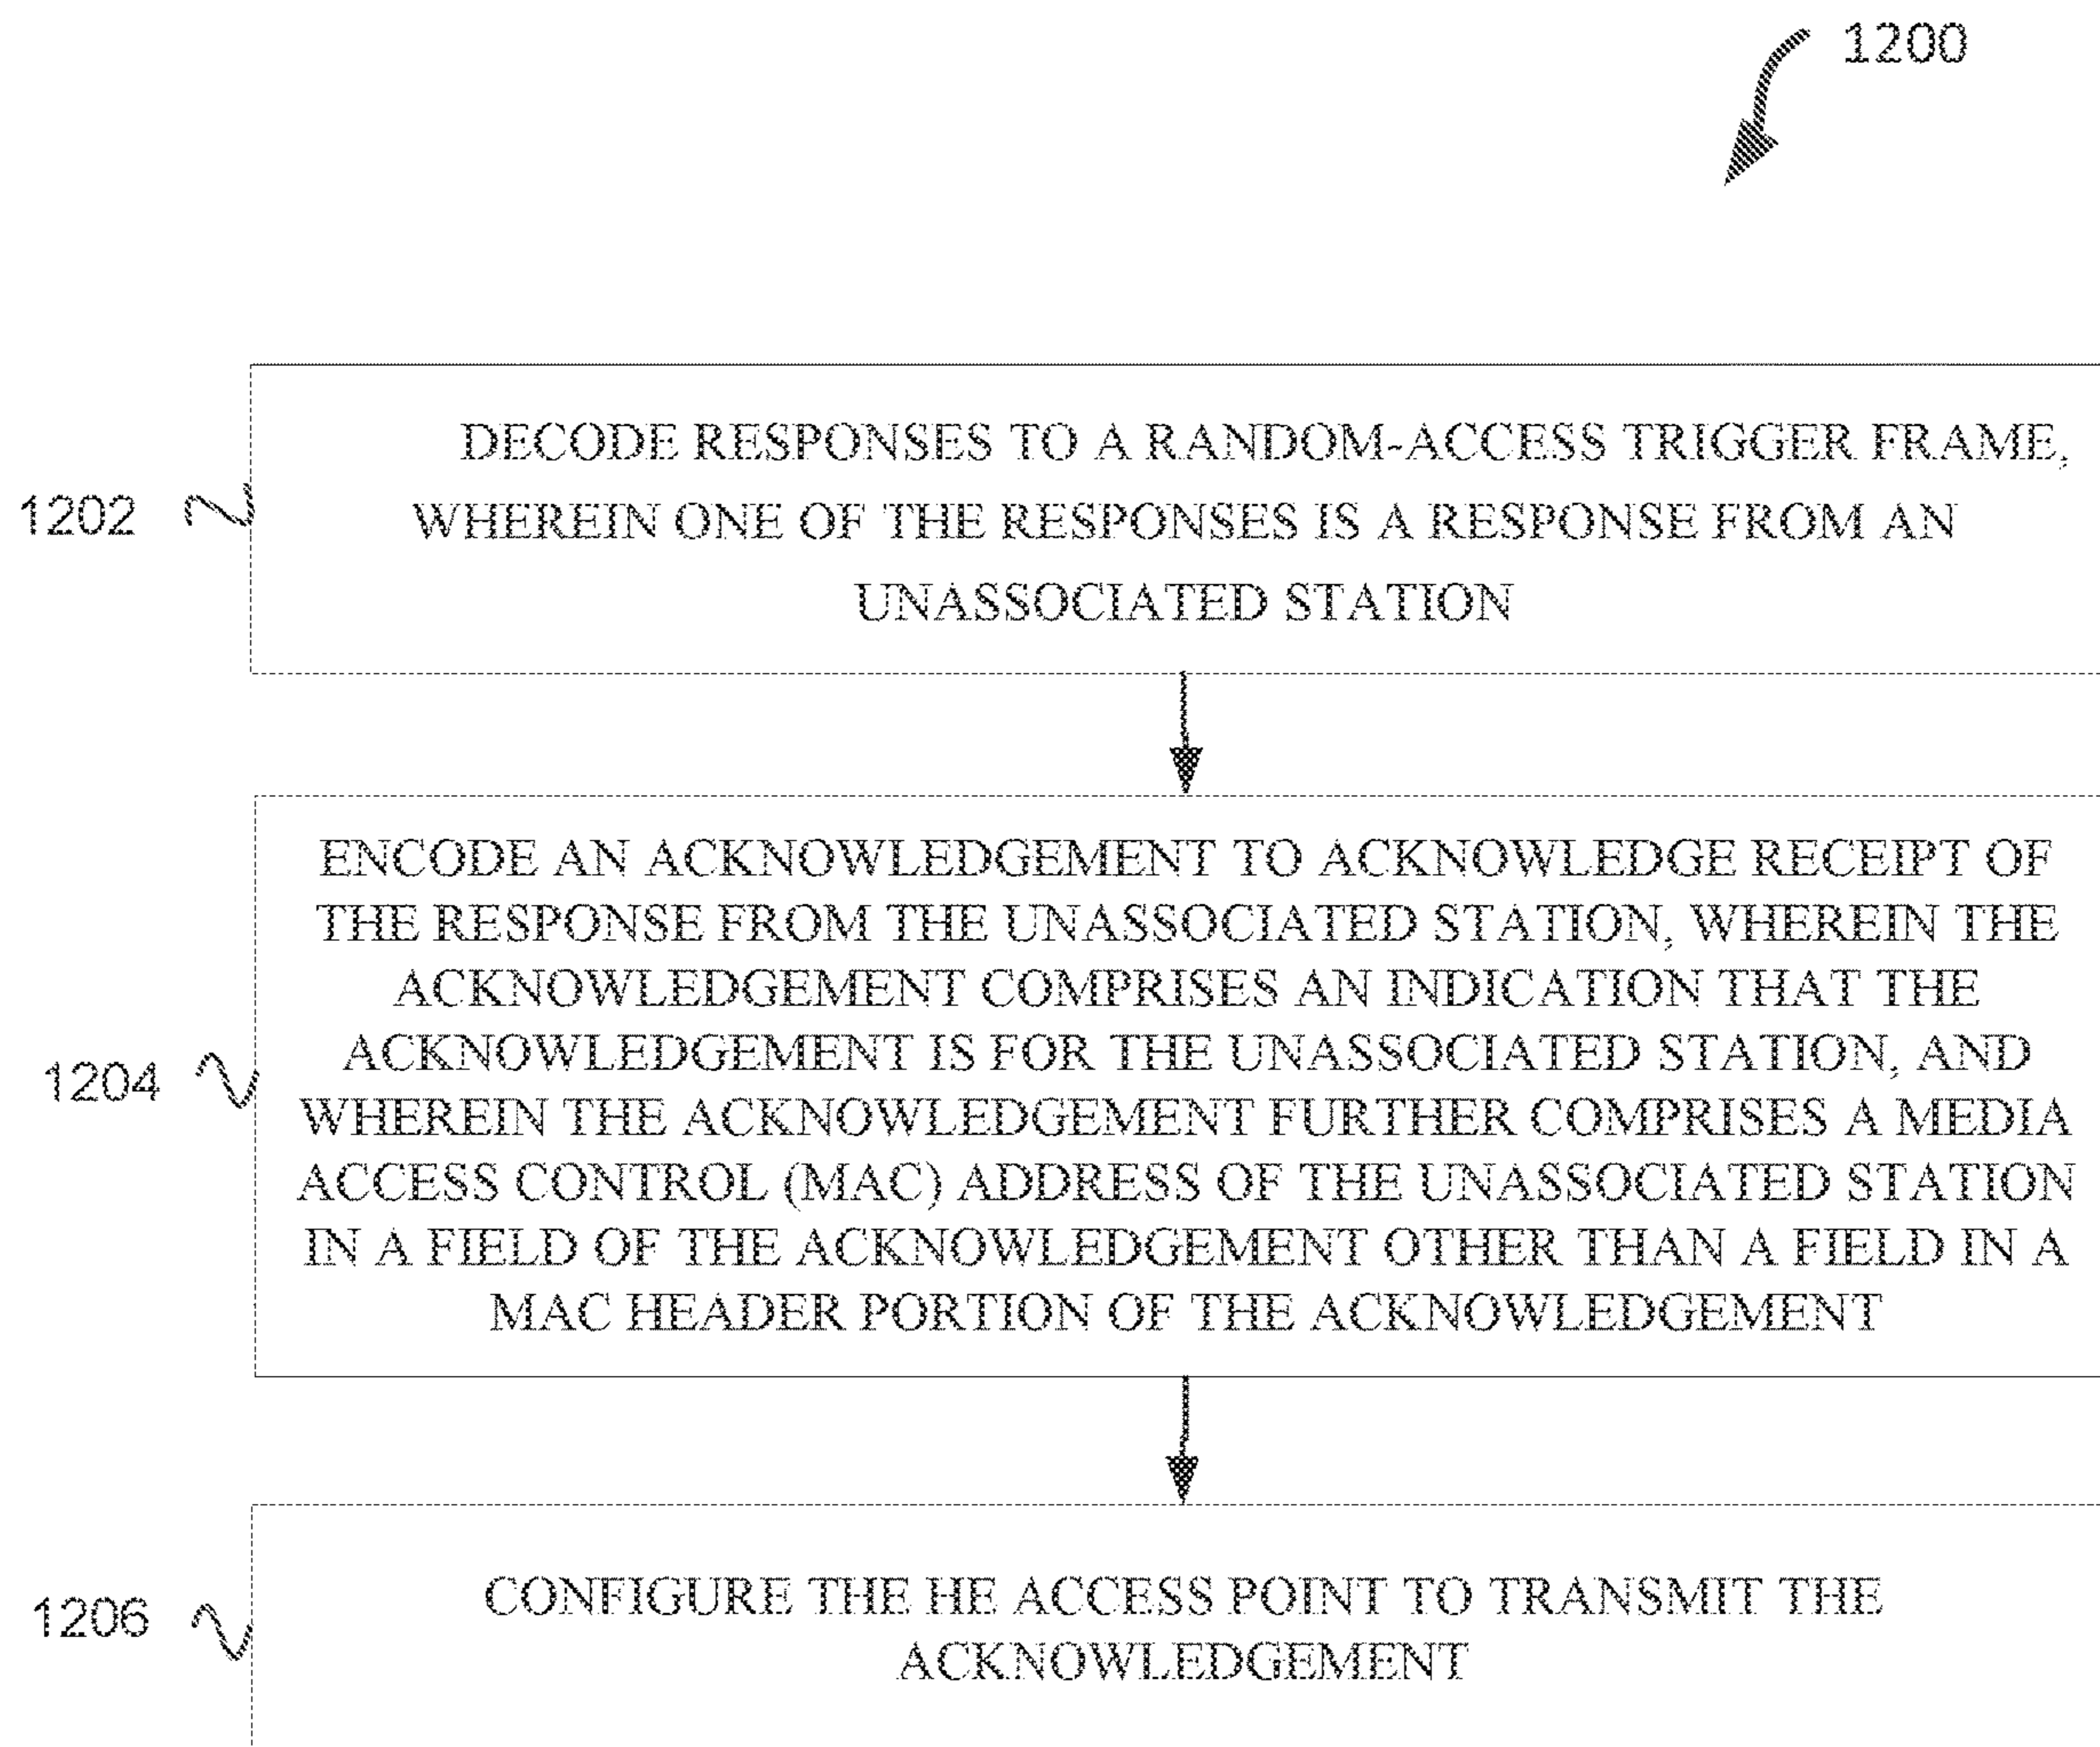 1200
1202
DECODE RESPONSES TO A RANDOM-ACCESS TRIGGER FRAME,
WHEREIN ONE OF THE RESPONSES IS A RESPONSE FROM AN
UNASSOCIATED STATION
1204
ENCODE AN ACKNOWLEDGEMENT TO ACKNOWLEDGE RECEIPT OF
THE RESPONSE FROM THE UNASSOCIATED STATION, WHEREIN THE
ACKNOWLEDGEMENT COMPRISES AN INDICATION THAT THE
ACKNOWLEDGEMENT IS FOR THE UNASSOCIATED STATION, AND
WHEREIN THE ACKNOWLEDGEMENT FURTHER COMPRISES A MEDIA
ACCESS CONTROL (MAC) ADDRESS OF THE UNASSOCIATED STATION
IN A FIELD OF THE ACKNOWLEDGEMENT OTHER THAN A FIELD IN A
MAC HEADER PORTION OF THE ACKNOWLEDGEMENT
1206
CONFIGURE THE HE ACCESS POINT TO TRANSMIT THE
ACKNOWLEDGEMENT